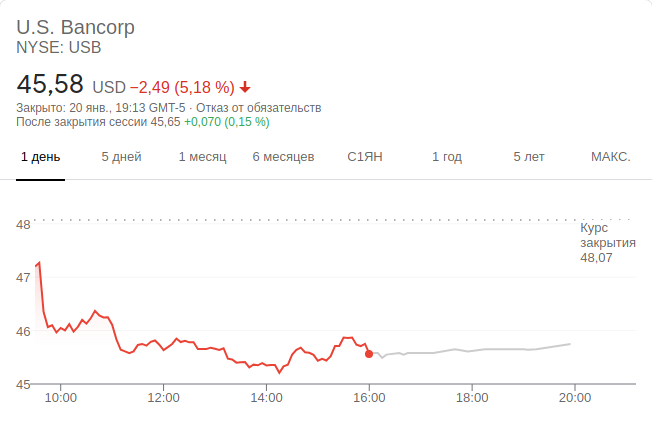 U.S. Bancorp
NYSE: USB
45,58 USD −2,49 (5,18 %)
Закрыто: 20 янв., 19:13 GMT-5 · Отказ от обязательств
После закрытия сессии 45,65 +0,070 (0,15 %)
1 день 5 дней 1 месяц 6 месяцев С1ЯН 1 год 5 лет МАКС.
48
Курс
закрытия
48,07
47
46
45
10:00 12:00 14:00 16:00 18:00 20:00